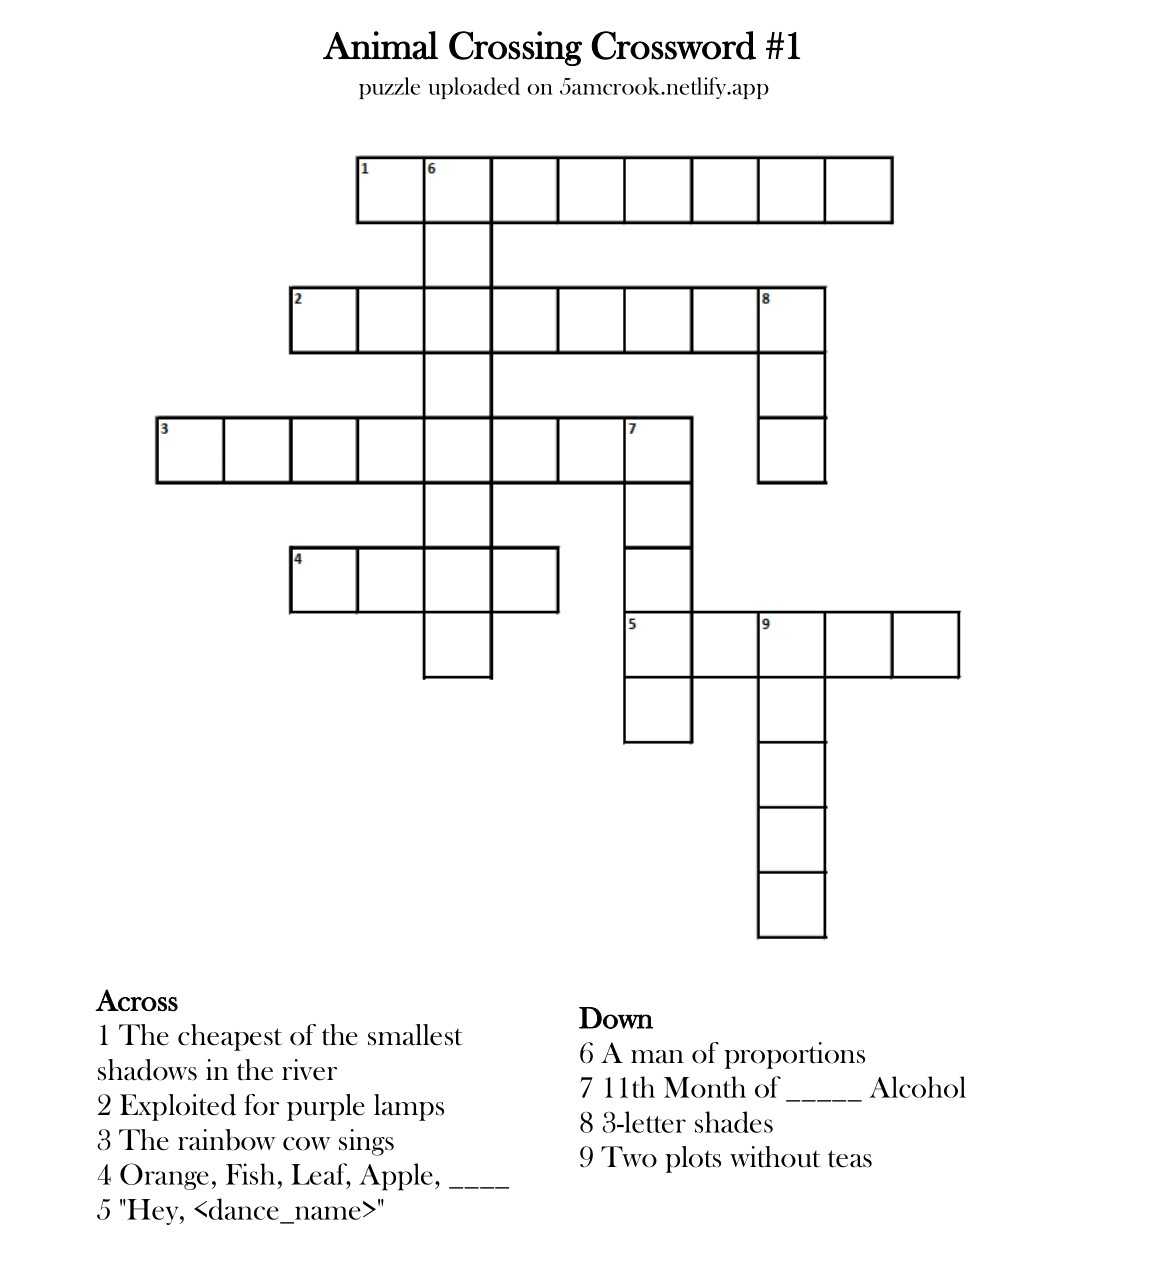 Animal Crossing Crossword #1
puzzle uploaded on 5amcrook.netlify.app
1 6
2 8
3 7
4
5 9
Across
1 The cheapest of the smallest
shadows in the river
2 Exploited for purple lamps
3 The rainbow cow sings
4 Orange, Fish, Leaf, Apple, ____
5 "Hey, <dance_name>"
Down
6 A man of proportions
7 11th Month of _____ Alcohol
8 3-letter shades
9 Two plots without teas